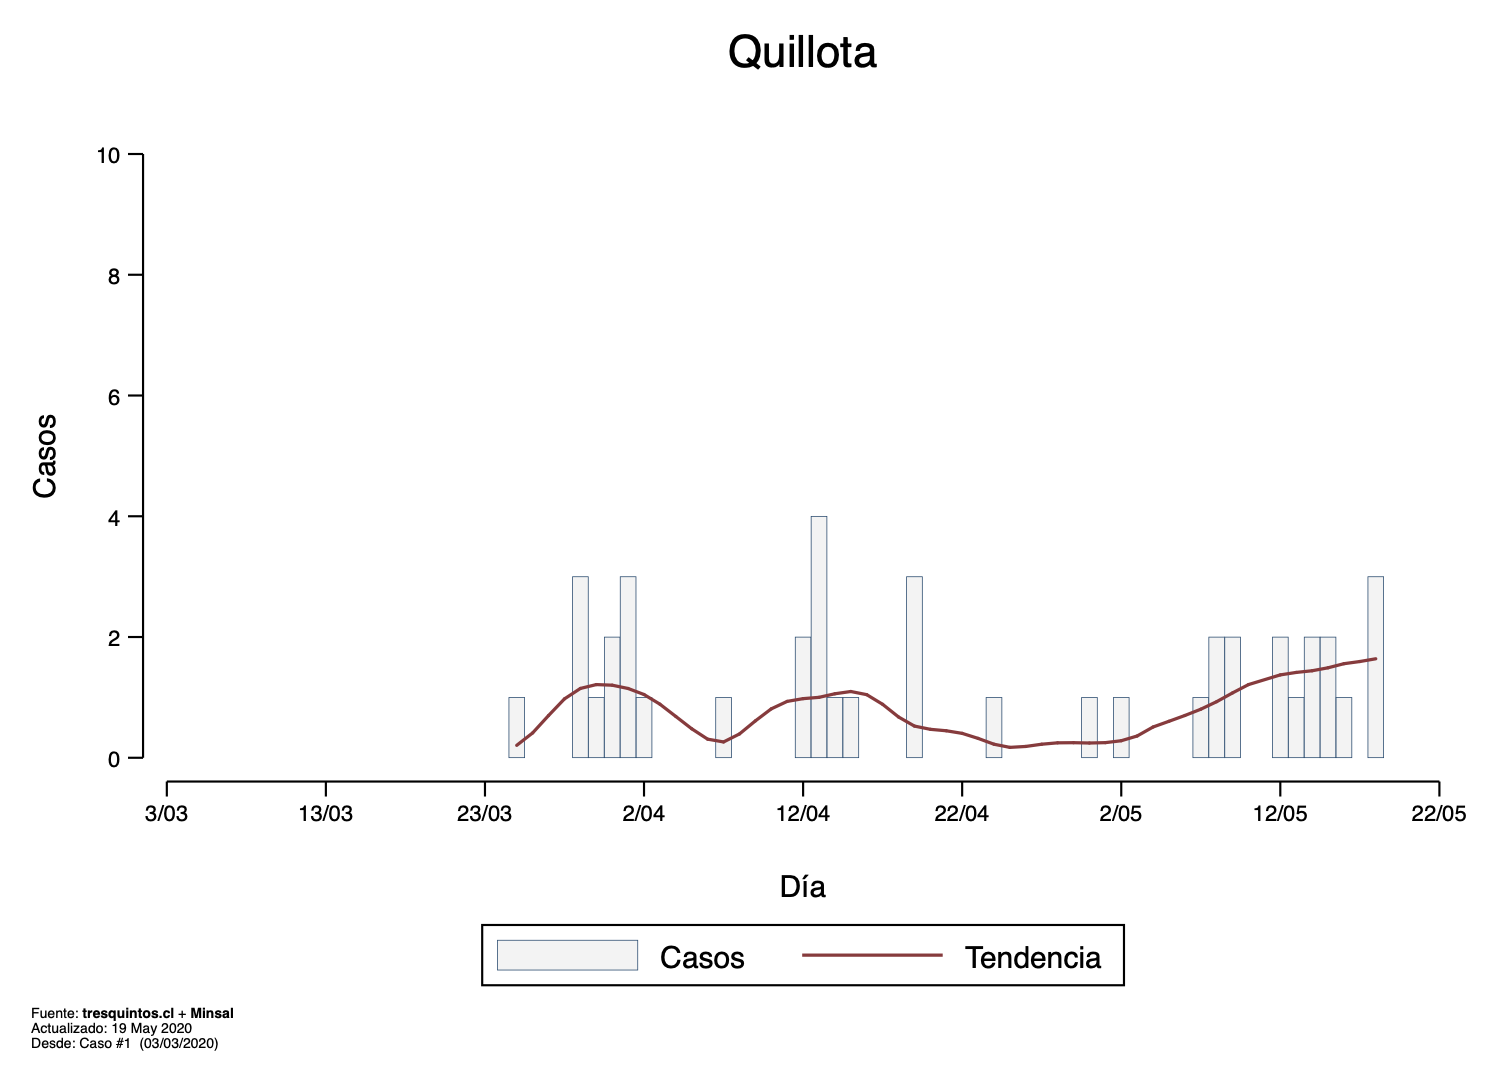 Quillota
Casos
10
8
6
4
2
0
3/03 13/03 23/03 2/04 12/04 22/04 2/05 12/05 22/05
Día
Casos Tendencia
Fuente: tresquintos.cl + Minsal
Actualizado: 19 May 2020
Desde: Caso #1 (03/03/2020)